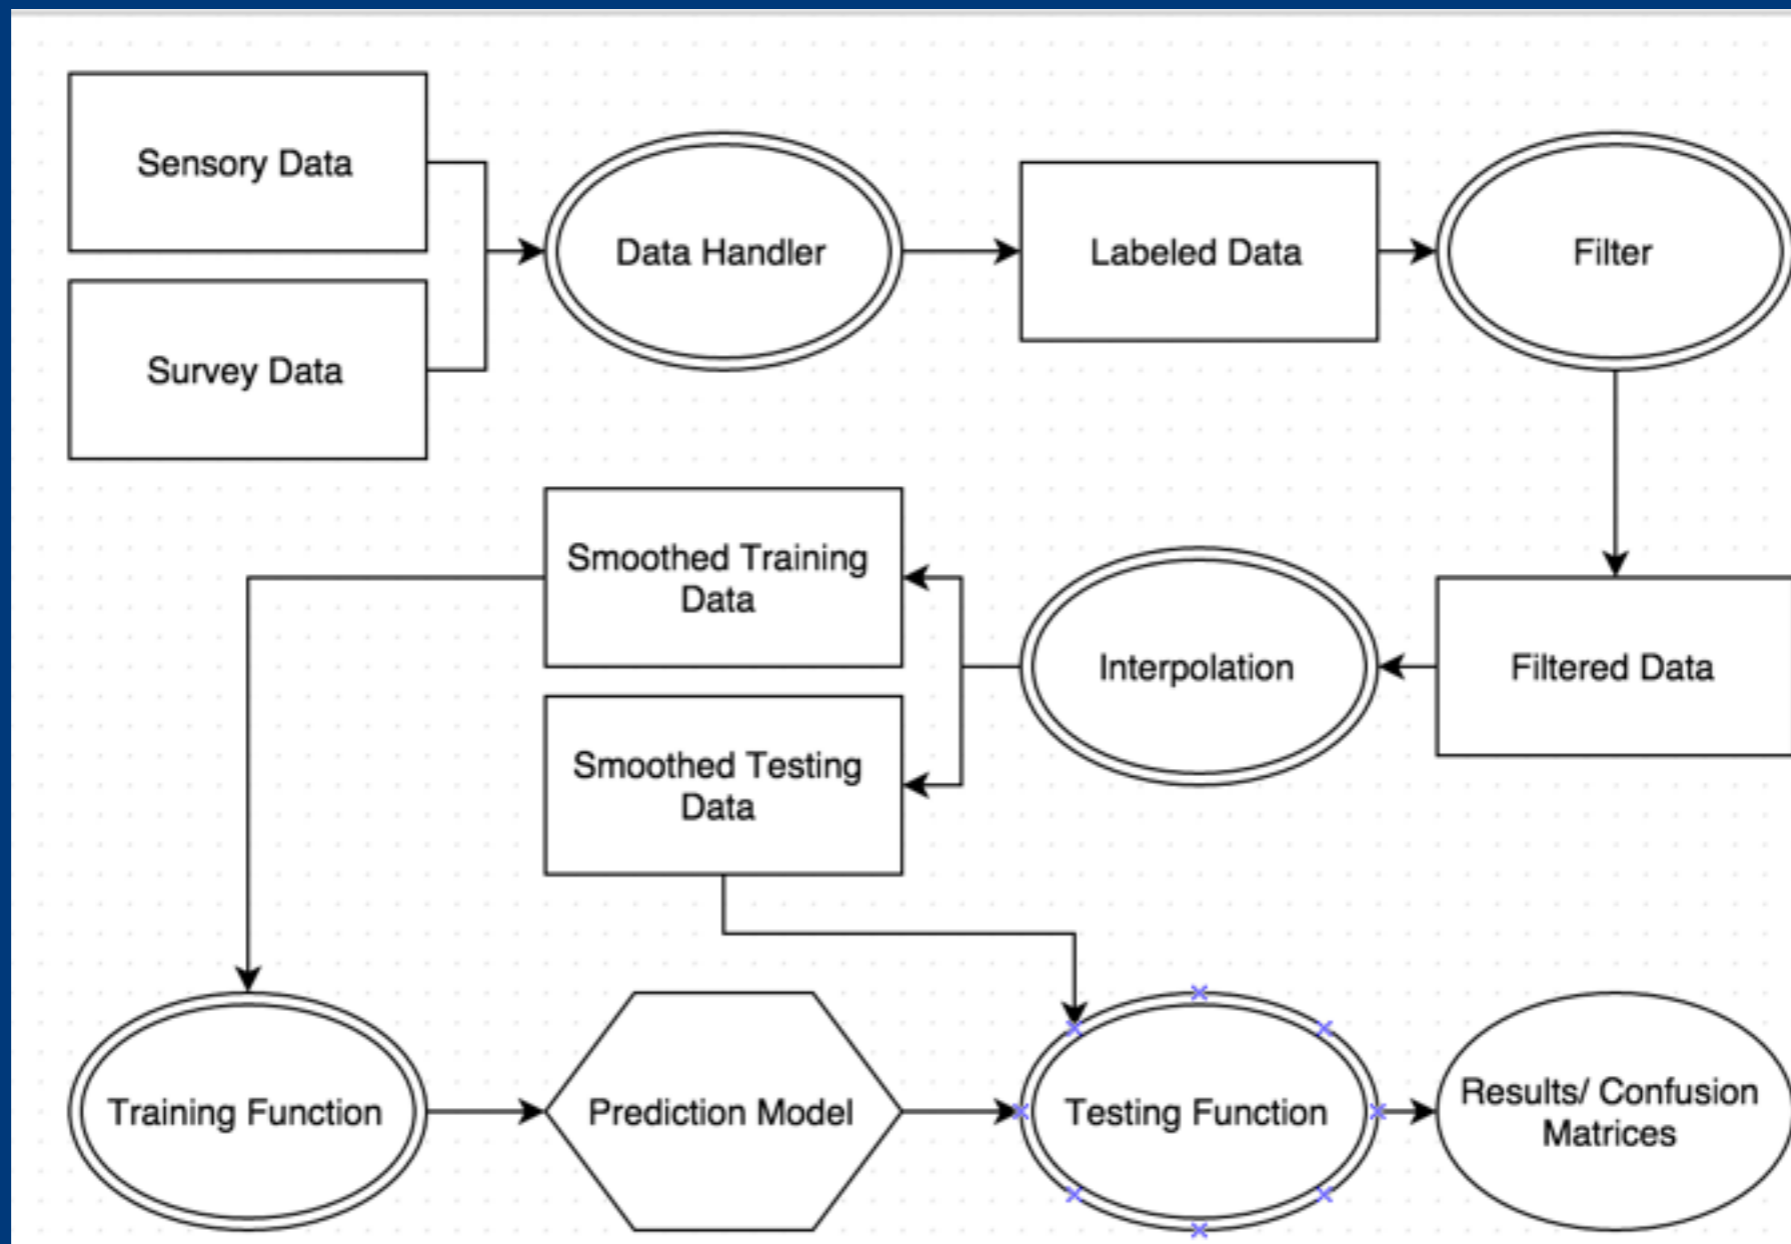 Sensory Data
Data Handler
Labeled Data
Filter
Survey Data
Smoothed Training
Data
Interpolation
Filtered Data
Smoothed Testing
Data
Training Function
Prediction Model
Testing Function
Results/ Confusion
Matrices